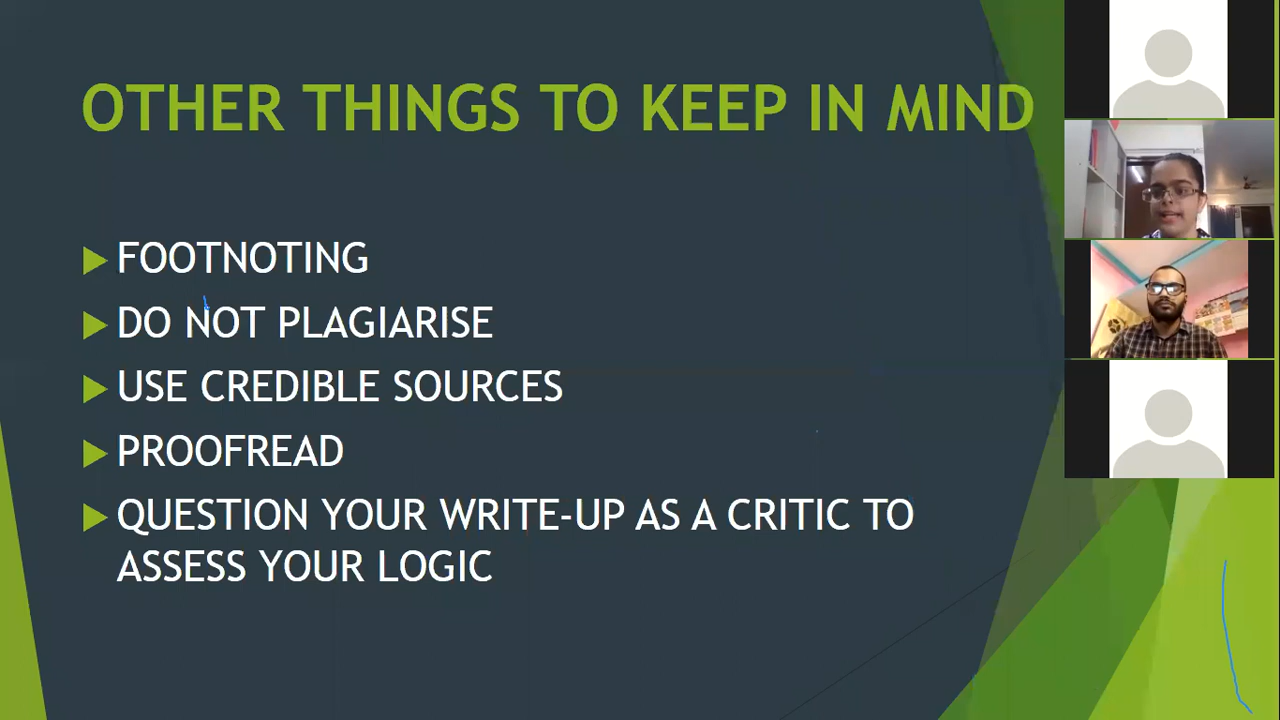 OTHER THINGS TO KEEP IN MIND
FOOTNOTING
DO NOT PLAGIARISE
USE CREDIBLE SOURCES
PROOFREAD
QUESTION YOUR WRITE-UP AS A CRITIC TO
ASSESS YOUR LOGIC